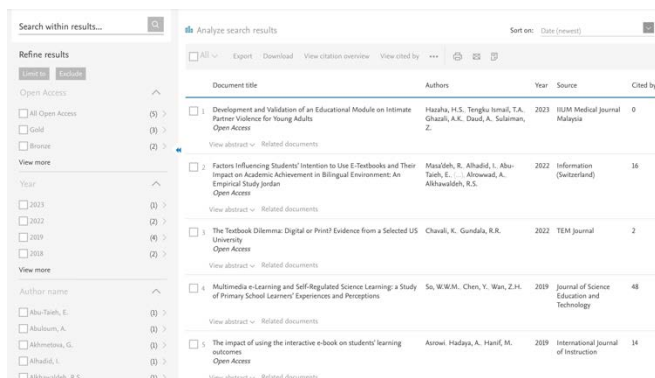 Search within results...
Refine results
Limit to Exclude
Open Access
All Open Access (5)
Gold (3)
Bronze (2)
View more
Year
2023 (1)
2022 (2)
2019 (4)
2018 (2)
View more
Author name
Abu-Taieh, E. (1)
Abuloum, A. (1)
Akhmetova, G. (1)
Alhadid, I. (1)
Alkhawaldeh, R.S. (1)
Analyze search results
Sort on: Date (newest)
All Export Download View citation overview View cited by •••
Document title Authors Year Source Cited by
1 Development and Validation of an Educational Module on Intimate Hazaha, H.S. Tengku Ismail, T.A. 2023 IIUM Medical Journal 0
Partner Violence for Young Adults Ghazali, A.K. Daud, A. Sulaiman, Malaysia
Open Access Z.
View abstract Related documents
2 Factors Influencing Students' Intention to Use E-Textbooks and Their Masa'deh, R. Alhadid, I. Abu- 2022 Information 16
Impact on Academic Achievement in Bilingual Environment: An Taieh, E. (...), Alrowwad, A. (Switzerland)
Empirical Study Jordan Alkhawaldeh, R.S.
Open Access
View abstract Related documents
3 The Textbook Dilemma: Digital or Print? Evidence from a Selected US Chavali, K. Gundala, R.R. 2022 TEM Journal 2
University
Open Access
View abstract Related documents
4 Multimedia e-Learning and Self-Regulated Science Learning: a Study So, W.W.M. Chen, Y. Wan, Z.H. 2019 Journal of Science 48
of Primary School Learners' Experiences and Perceptions Education and
Technology
View abstract Related documents
5 The impact of using the interactive e-book on students' learning Asrowi Hadaya, A. Hanif, M. 2019 International Journal 14
outcomes of Instruction
Open Access
View abstract Related documents